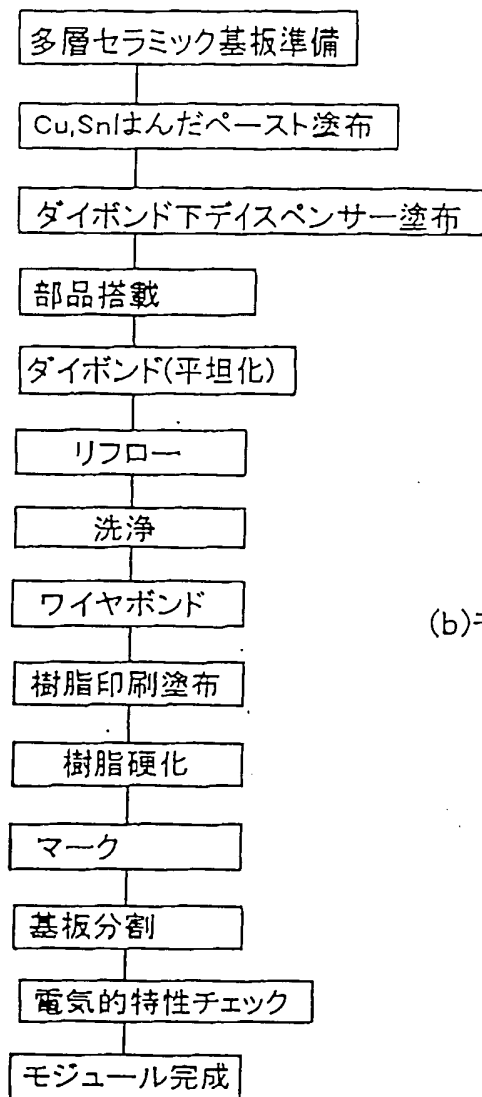 多層セラミック基板準備
Cu,Snはんだペースト塗布
ダイボンド下デイスペンサー塗布
部品搭載
ダイボンド(平坦化)
リフロー
洗浄
ワイヤボンド
(b)
樹脂印刷塗布
樹脂硬化
マーク
基板分割
電気的特性チェック
モジュール完成